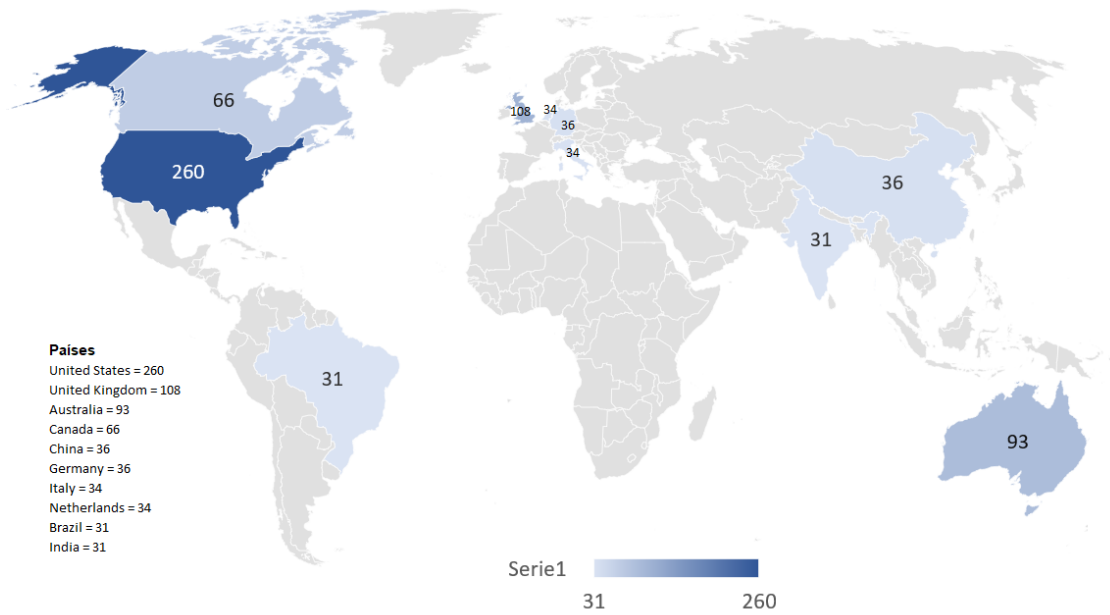 66
260
108
34
36
34
36
31
31
93
Países
United States = 260
United Kingdom = 108
Australia = 93
Canada = 66
China = 36
Germany = 36
Italy = 34
Netherlands = 34
Brazil = 31
India = 31
Serie1
31 260